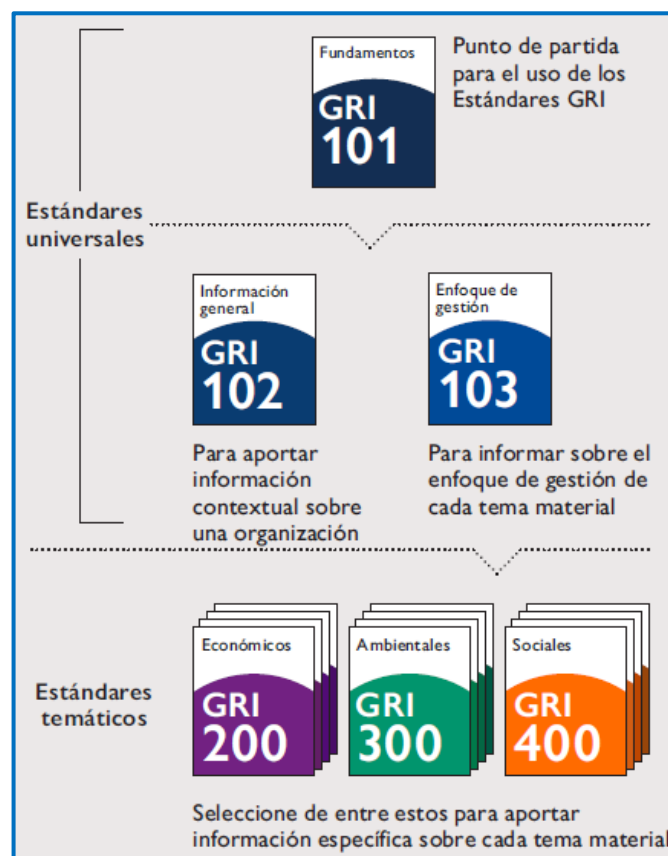 Fundamentos
GRI
101
Punto de partida
para el uso de los
Estándares GRI
Estándares
universales
Información
general
GRI
102
Enfoque de
gestión
GRI
103
Para aportar
información
contextual sobre
una organización
Para informar sobre el
enfoque de gestión de
cada tema material
Estándares
temáticos
Económicos
GRI
200
Ambientales
GRI
300
Sociales
GRI
400
Seleccione de entre estos para aportar
información específica sobre cada tema material